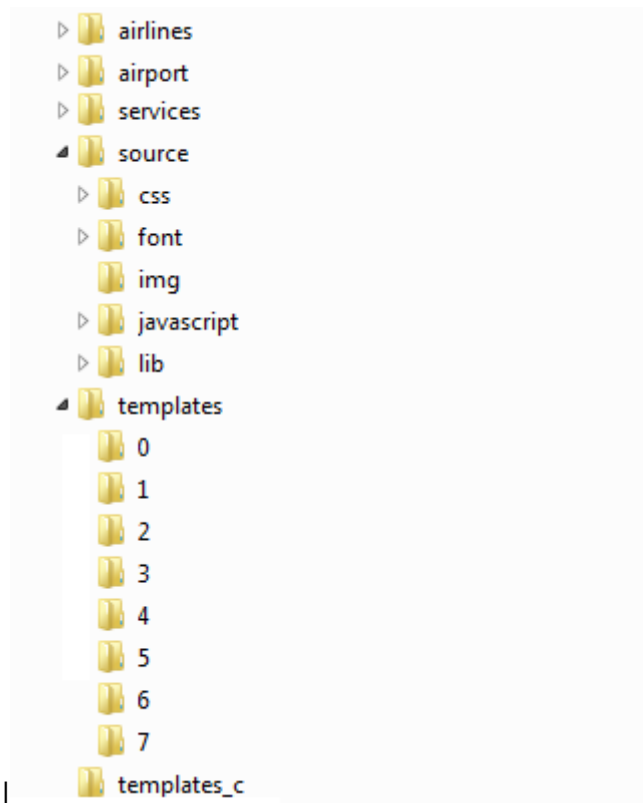 airlines
airport
services
source
css
font
img
javascript
lib
templates
0
1
2
3
4
5
6
7
templates_c